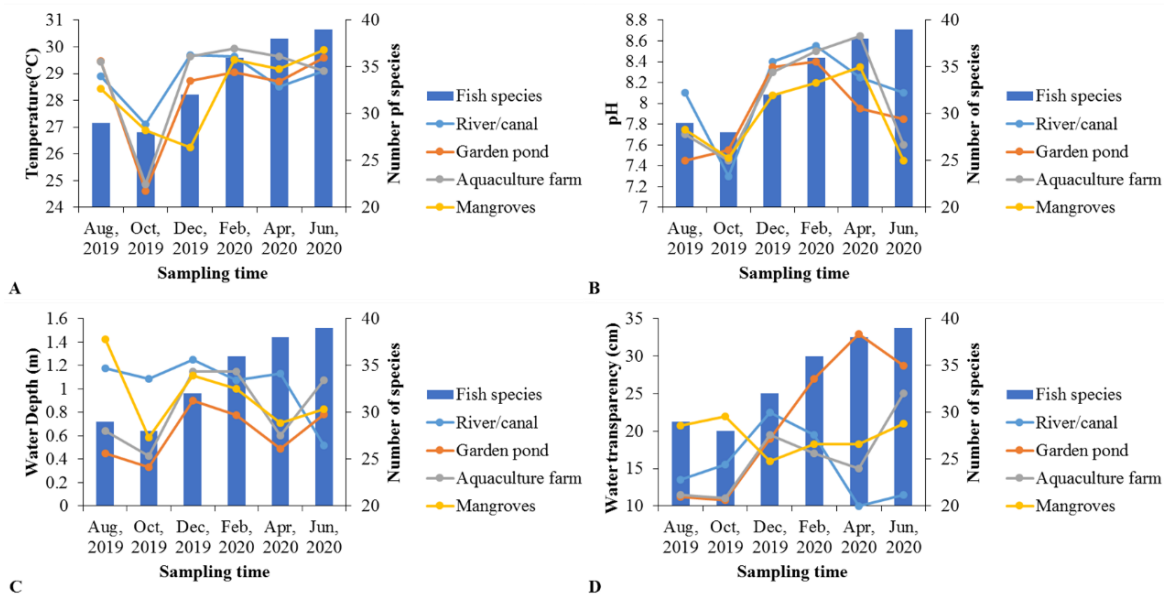 31
30
29
28
27
26
25
24
Temperature(°C)
40
35
30
25
20
Number pf species
Aug, 2019
Oct, 2019
Dec, 2019
Feb, 2020
Apr, 2020
Jun, 2020
Sampling time
Fish species
River/canal
Garden pond
Aquaculture farm
Mangroves
A
8.8
8.6
8.4
8.2
8
7.8
7.6
7.4
7.2
7
pH
40
35
30
25
20
Number of species
Aug, 2019
Oct, 2019
Dec, 2019
Feb, 2020
Apr, 2020
Jun, 2020
Sampling time
Fish species
River/canal
Garden pond
Aquaculture farm
Mangroves
B
1.6
1.4
1.2
1
0.8
0.6
0.4
0.2
0
Water Depth (m)
40
35
30
25
20
Number of species
Aug, 2019
Oct, 2019
Dec, 2019
Feb, 2020
Apr, 2020
Jun, 2020
Sampling time
Fish species
River/canal
Garden pond
Aquaculture farm
Mangroves
C
35
30
25
20
15
10
Water transparency (cm)
40
35
30
25
20
Number of species
Aug, 2019
Oct, 2019
Dec, 2019
Feb, 2020
Apr, 2020
Jun, 2020
Sampling time
Fish species
River/canal
Garden pond
Aquaculture farm
Mangroves
D